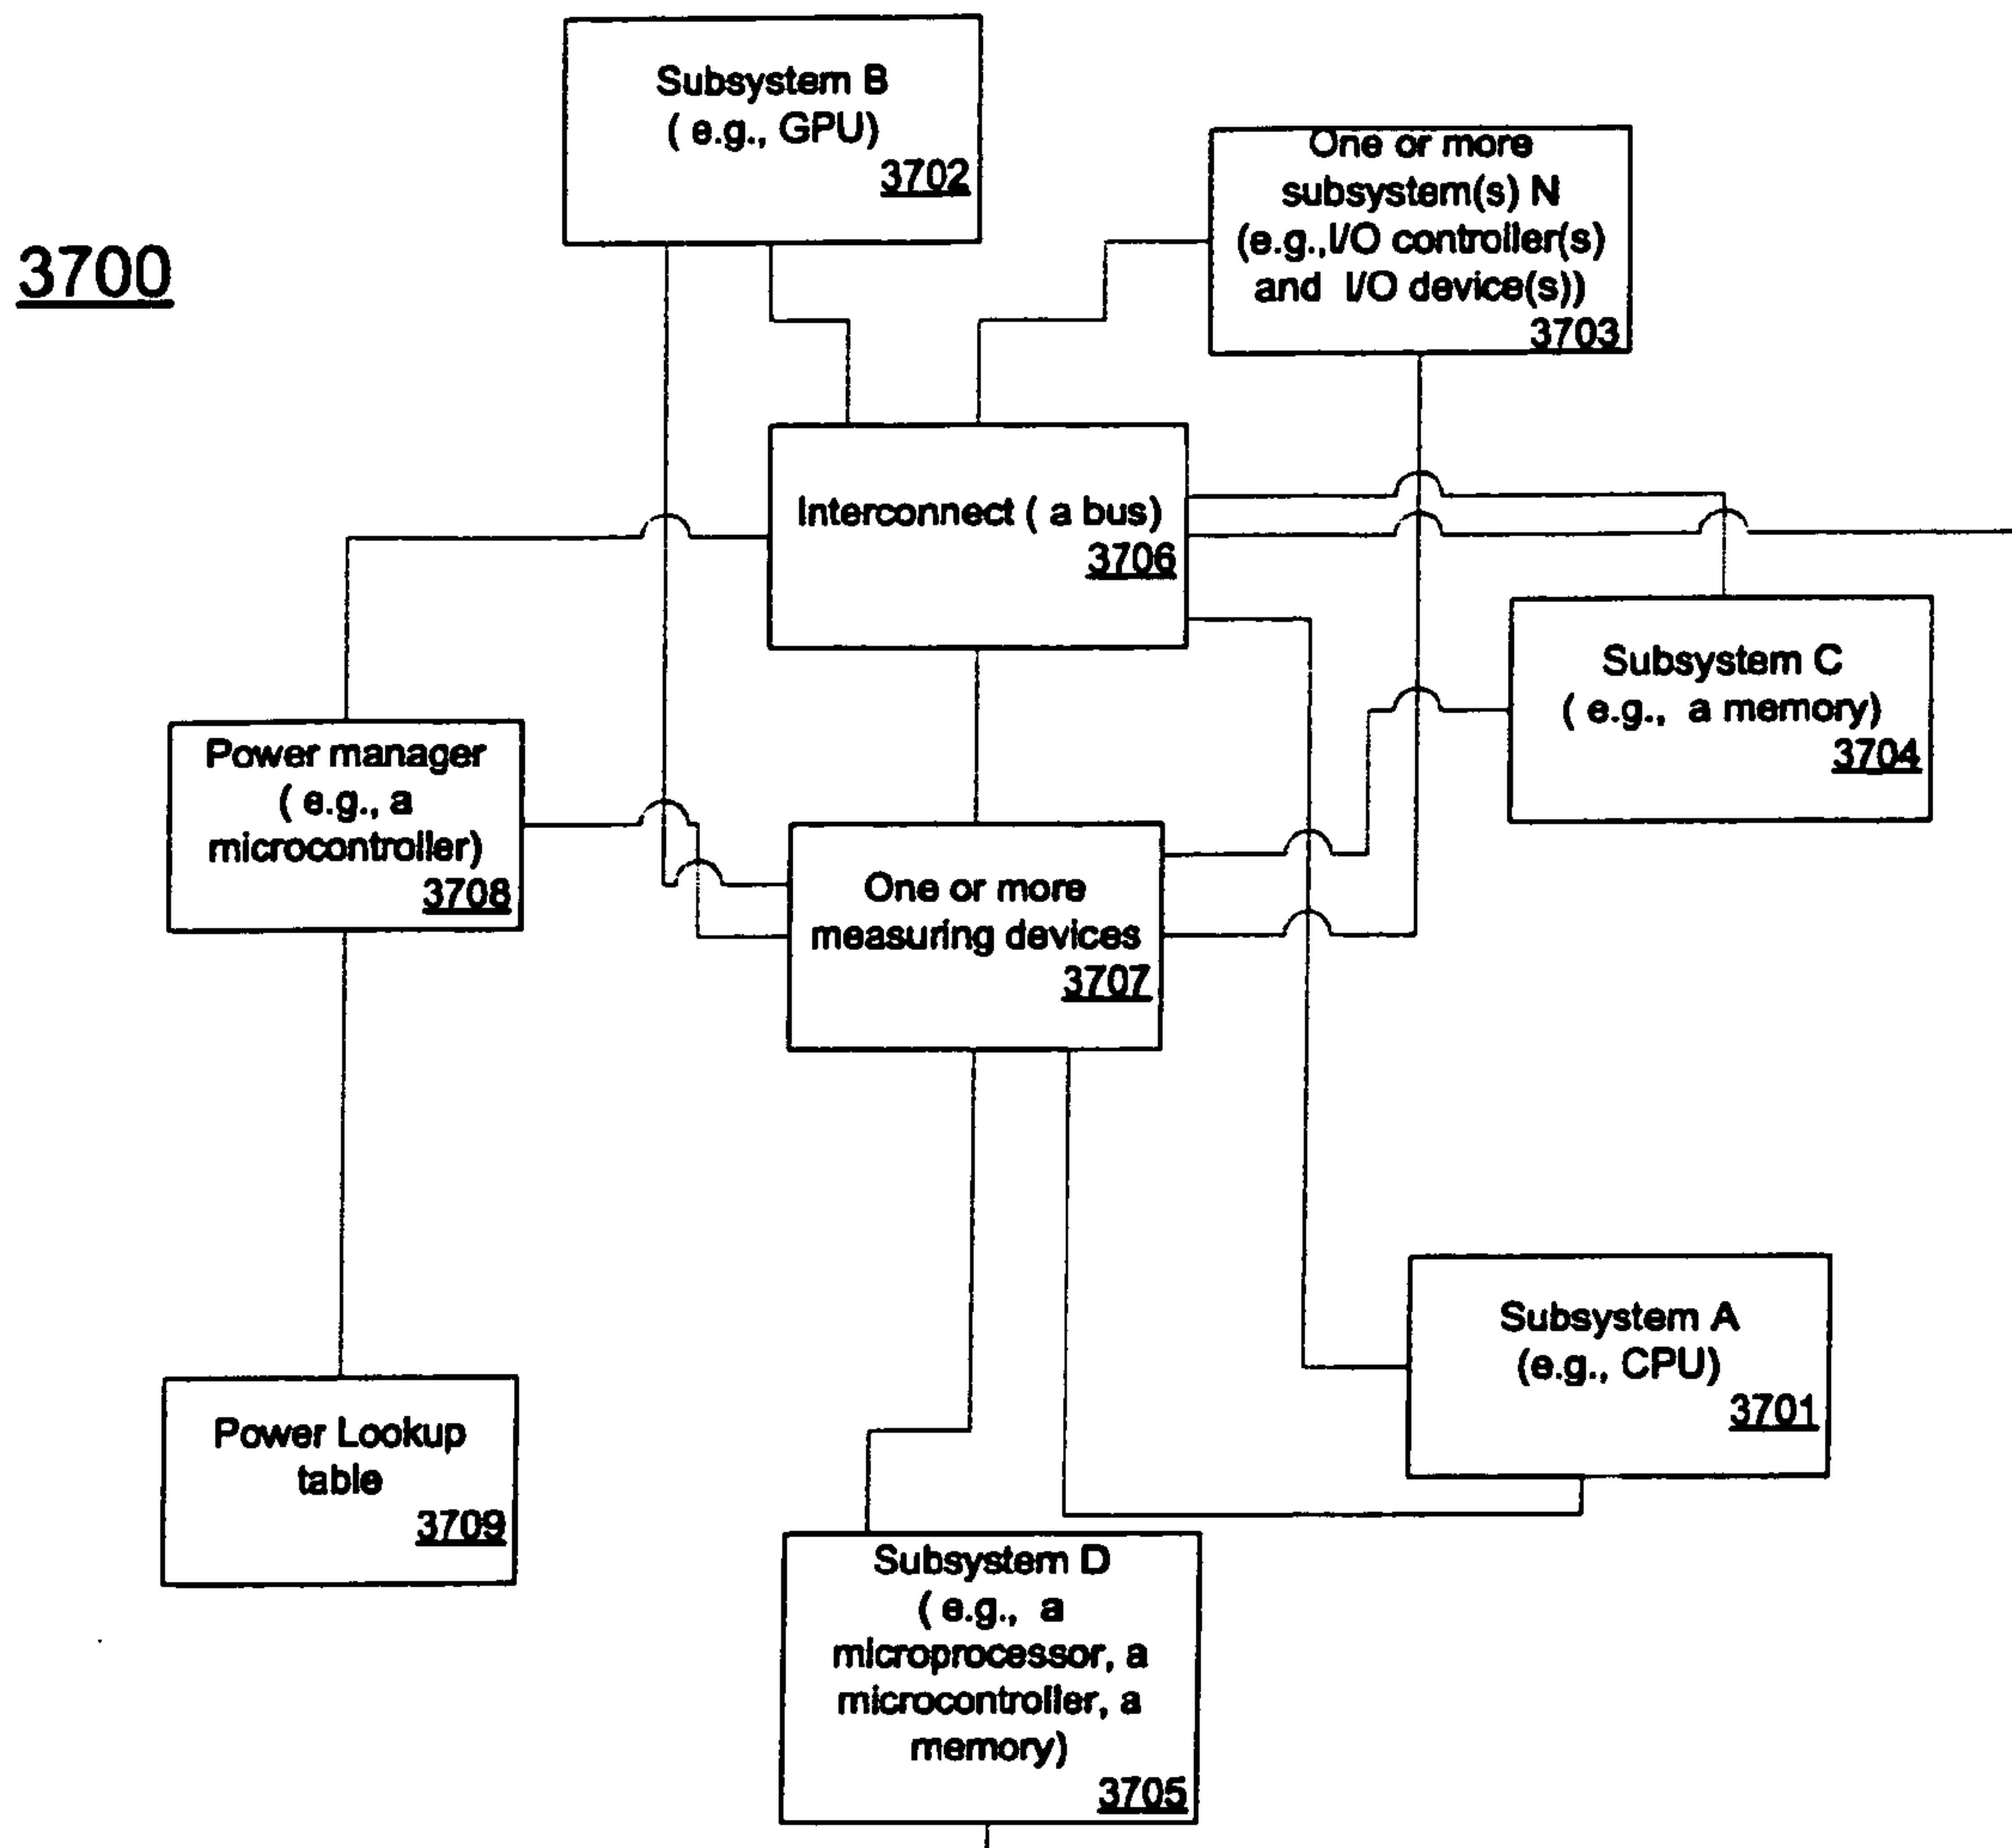 Subsystem B
( e.g., GPU)
3702
One or more
subsystem(s) N
(e.g.,I/O controller(s)
and I/O device(s))
3703
3700
Interconnect ( a bus)
3706
Subsystem C
( e.g., a memory)
3704
Power manager
( e.g., a
microcontroller)
3708
One or more
measuring devices
3707
Subsystem A
(e.g., CPU)
3701
Power Lookup
table
3709
Subsystem D
( e.g., a
microprocessor, a
microcontroller, a
memory)
3705